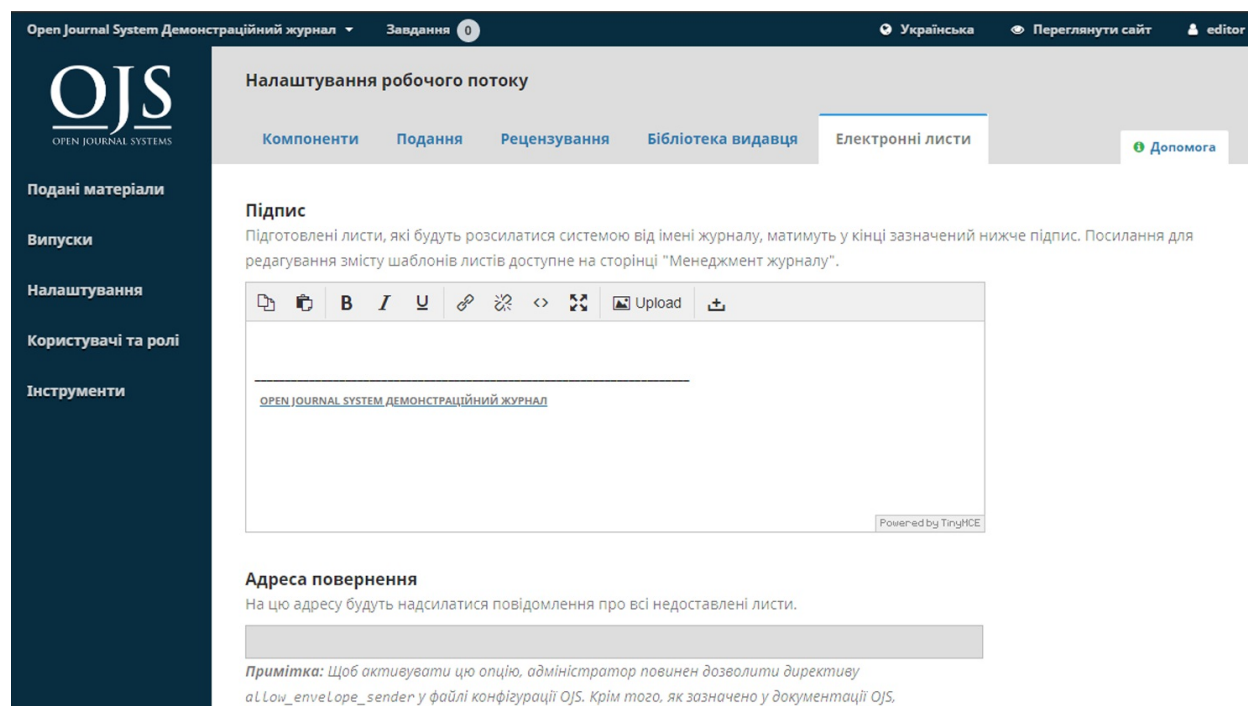 Open Journal System Демонстраційний журнал Завдання 0 Українська Переглянути сайт editor
OJS
OPEN JOURNAL SYSTEMS
Подані матеріали
Випуски
Налаштування
Користувачі та ролі
Інструменти
Налаштування робочого потоку
Компоненти Подання Рецензування Бібліотека видавця Електронні листи
Допомога
Підпис
Підготовлені листи, які будуть розсилатися системою від імені журналу, матимуть у кінці зазначений нижче підпис. Посилання для
редагування змісту шаблонів листів доступне на сторінці "Менеджмент журналу".
B I U Upload
OPEN JOURNAL SYSTEM ДЕМОНСТРАЦІЙНИЙ ЖУРНАЛ
Powered by TinyMCE
Адреса повернення
На цю адресу будуть надсилатися повідомлення про всі недоставлені листи.
Примітка: Щоб активувати цю опцію, адміністратор повинен дозволити директиву
allow_envelope_sender у файлі конфігурації OJS. Крім того, як зазначено у документації OJS,